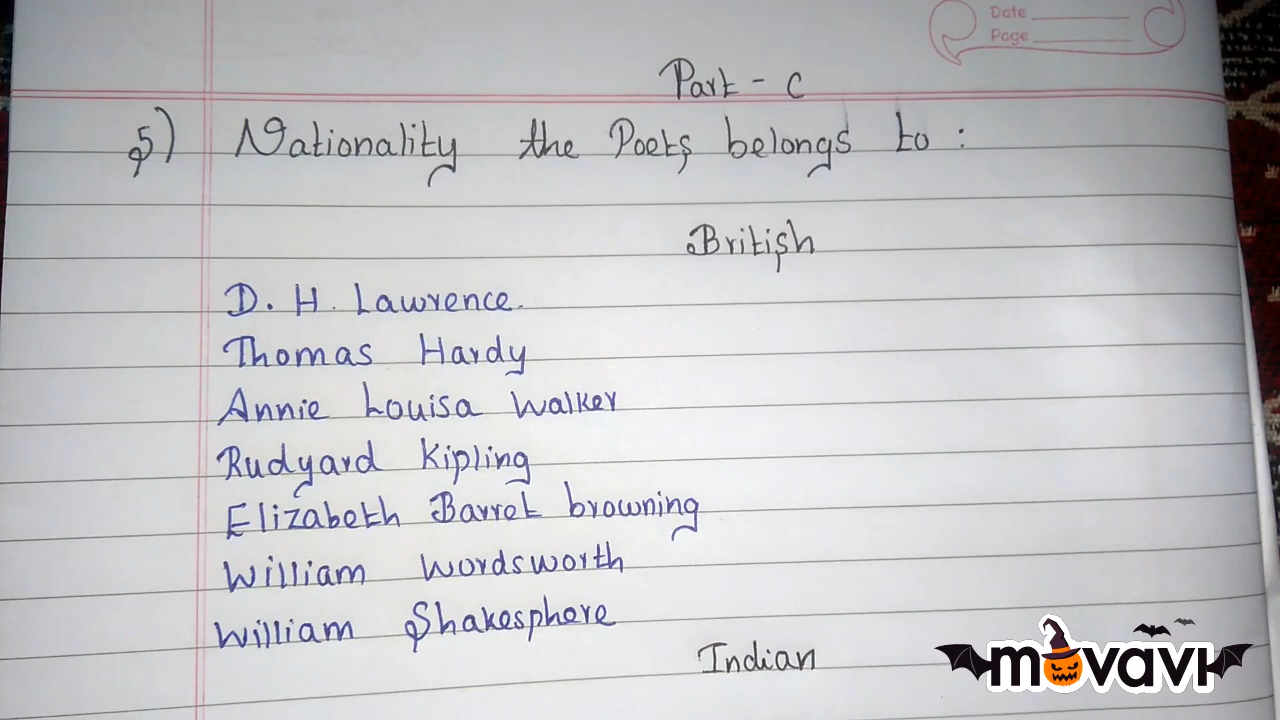 Date
Page
Part - C
5) Nationality the Poets belongs to :
British
D. H. Lawrence.
Thomas Hardy
Annie Louisa Walker
Rudyard Kipling
Elizabeth Barret browning
William Wordsworth
William Shakesphere
Indian
movavi